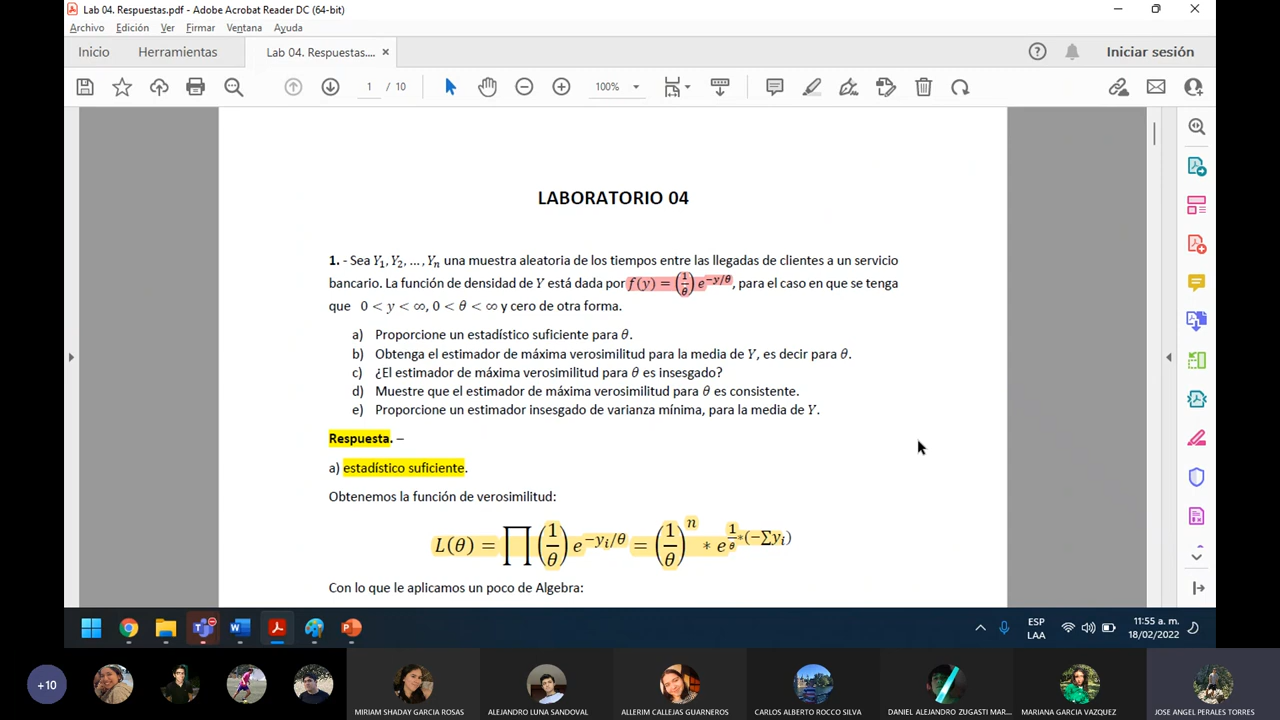 Lab 04. Respuestas.pdf - Adobe Acrobat Reader DC (64-bit)
Archivo Edición Ver Firmar Ventana Ayuda
Inicio Herramientas Lab 04. Respuestas.... × Iniciar sesión
1 / 10 100%
LABORATORIO 04
1. - Sea Y₁, Y₂, ... , Yₙ una muestra aleatoria de los tiempos entre las llegadas de clientes a un servicio
bancario. La función de densidad de Y está dada por f(y) = (1/θ) e^(−y/θ), para el caso en que se tenga
que 0 < y < ∞, 0 < θ < ∞ y cero de otra forma.
a) Proporcione un estadístico suficiente para θ.
b) Obtenga el estimador de máxima verosimilitud para la media de Y, es decir para θ.
c) ¿El estimador de máxima verosimilitud para θ es insesgado?
d) Muestre que el estimador de máxima verosimilitud para θ es consistente.
e) Proporcione un estimador insesgado de varianza mínima, para la media de Y.
Respuesta. –
a) estadístico suficiente.
Obtenemos la función de verosimilitud:
L(θ) = ∏ (1/θ) e^(−yᵢ/θ) = (1/θ)^n * e^(1/θ*(−∑yᵢ))
Con lo que le aplicamos un poco de Algebra:
ESP
LAA
11:55 a. m.
18/02/2022
+10
MIRIAM SHADAY GARCIA ROSAS
ALEJANDRO LUNA SANDOVAL
ALLERIM CALLEJAS GUARNEROS
CARLOS ALBERTO ROCCO SILVA
DANIEL ALEJANDRO ZUGASTI MAR...
MARIANA GARCIA VAZQUEZ
JOSE ANGEL PERALES TORRES